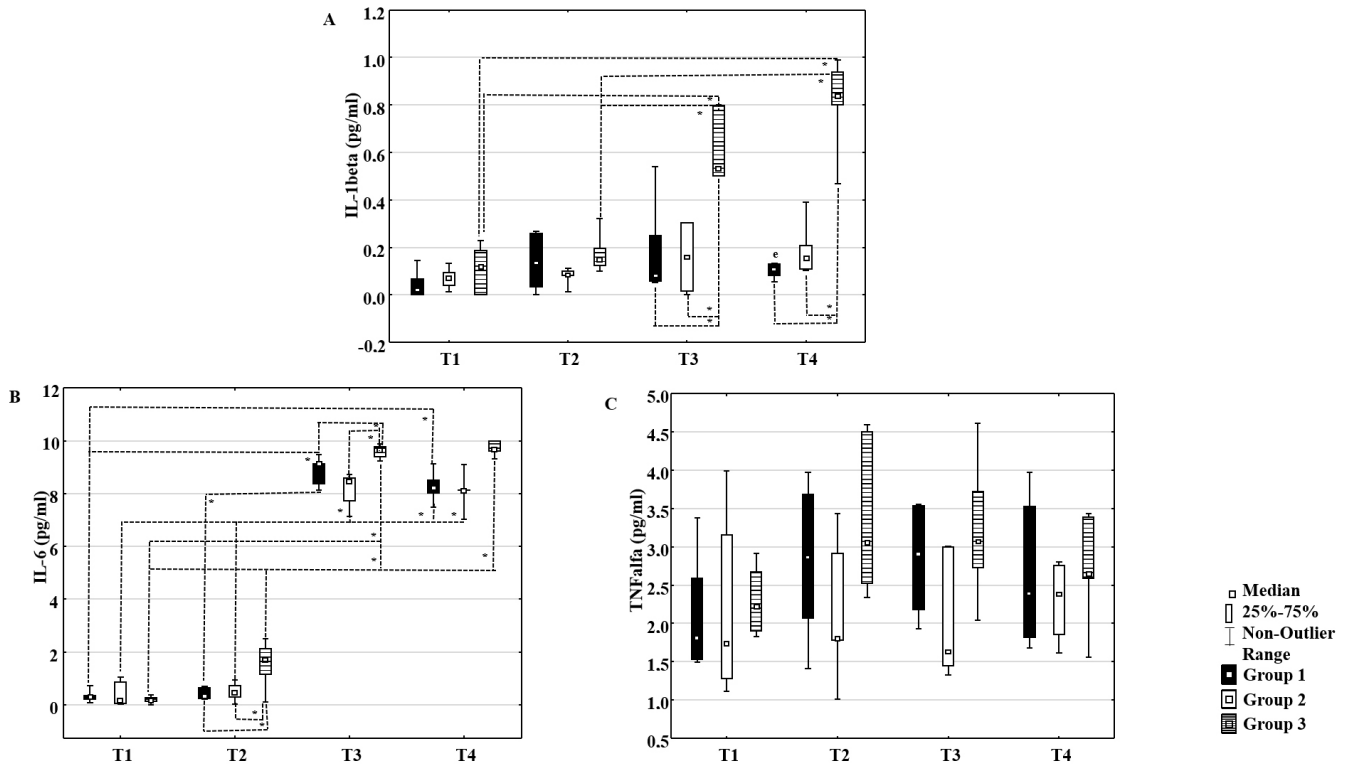 A
1.2
1.0
0.8
0.6
0.4
0.2
0.0
-0.2
IL-1beta (pg/ml)
* * * * e * * * *
T1 T2 T3 T4
B
12
10
8
6
4
2
0
IL-6 (pg/ml)
* * * * * * * * * * * * * *
T1 T2 T3 T4
C
5.0
4.5
4.0
3.5
3.0
2.5
2.0
1.5
1.0
0.5
TNFalfa (pg/ml)
T1 T2 T3 T4
Median
25%-75%
Non-Outlier
Range
Group 1
Group 2
Group 3